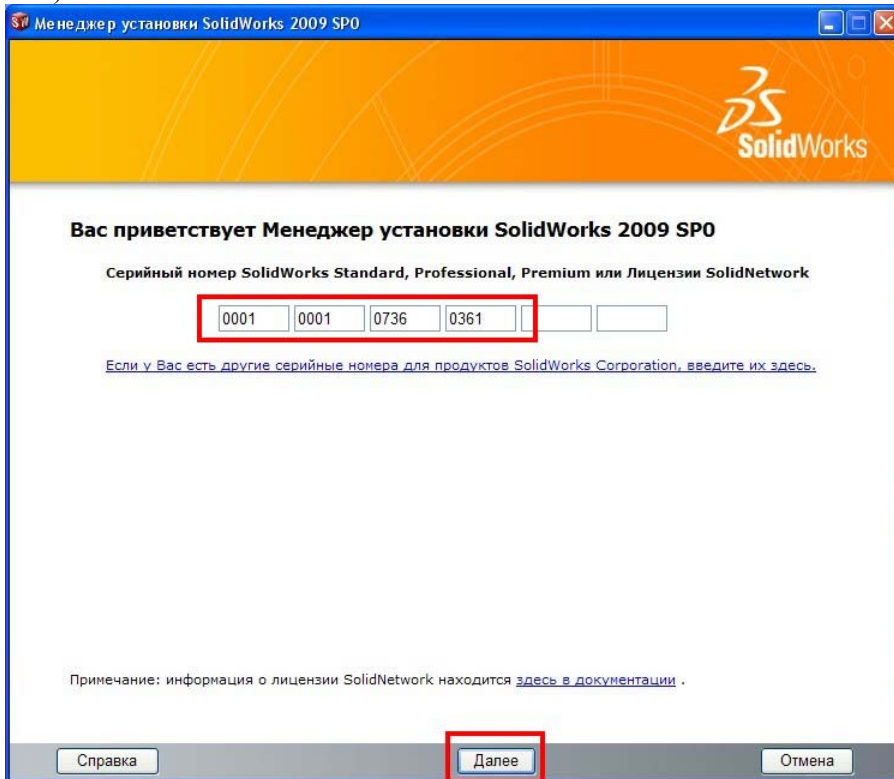 Менеджер установки SolidWorks 2009 SP0
SolidWorks
Вас приветствует Менеджер установки SolidWorks 2009 SP0
Серийный номер SolidWorks Standard, Professional, Premium или Лицензии SolidNetwork
0001 0001 0736 0361
Если у Вас есть другие серийные номера для продуктов SolidWorks Corporation, введите их здесь.
Примечание: информация о лицензии SolidNetwork находится здесь в документации .
Справка Далее Отмена